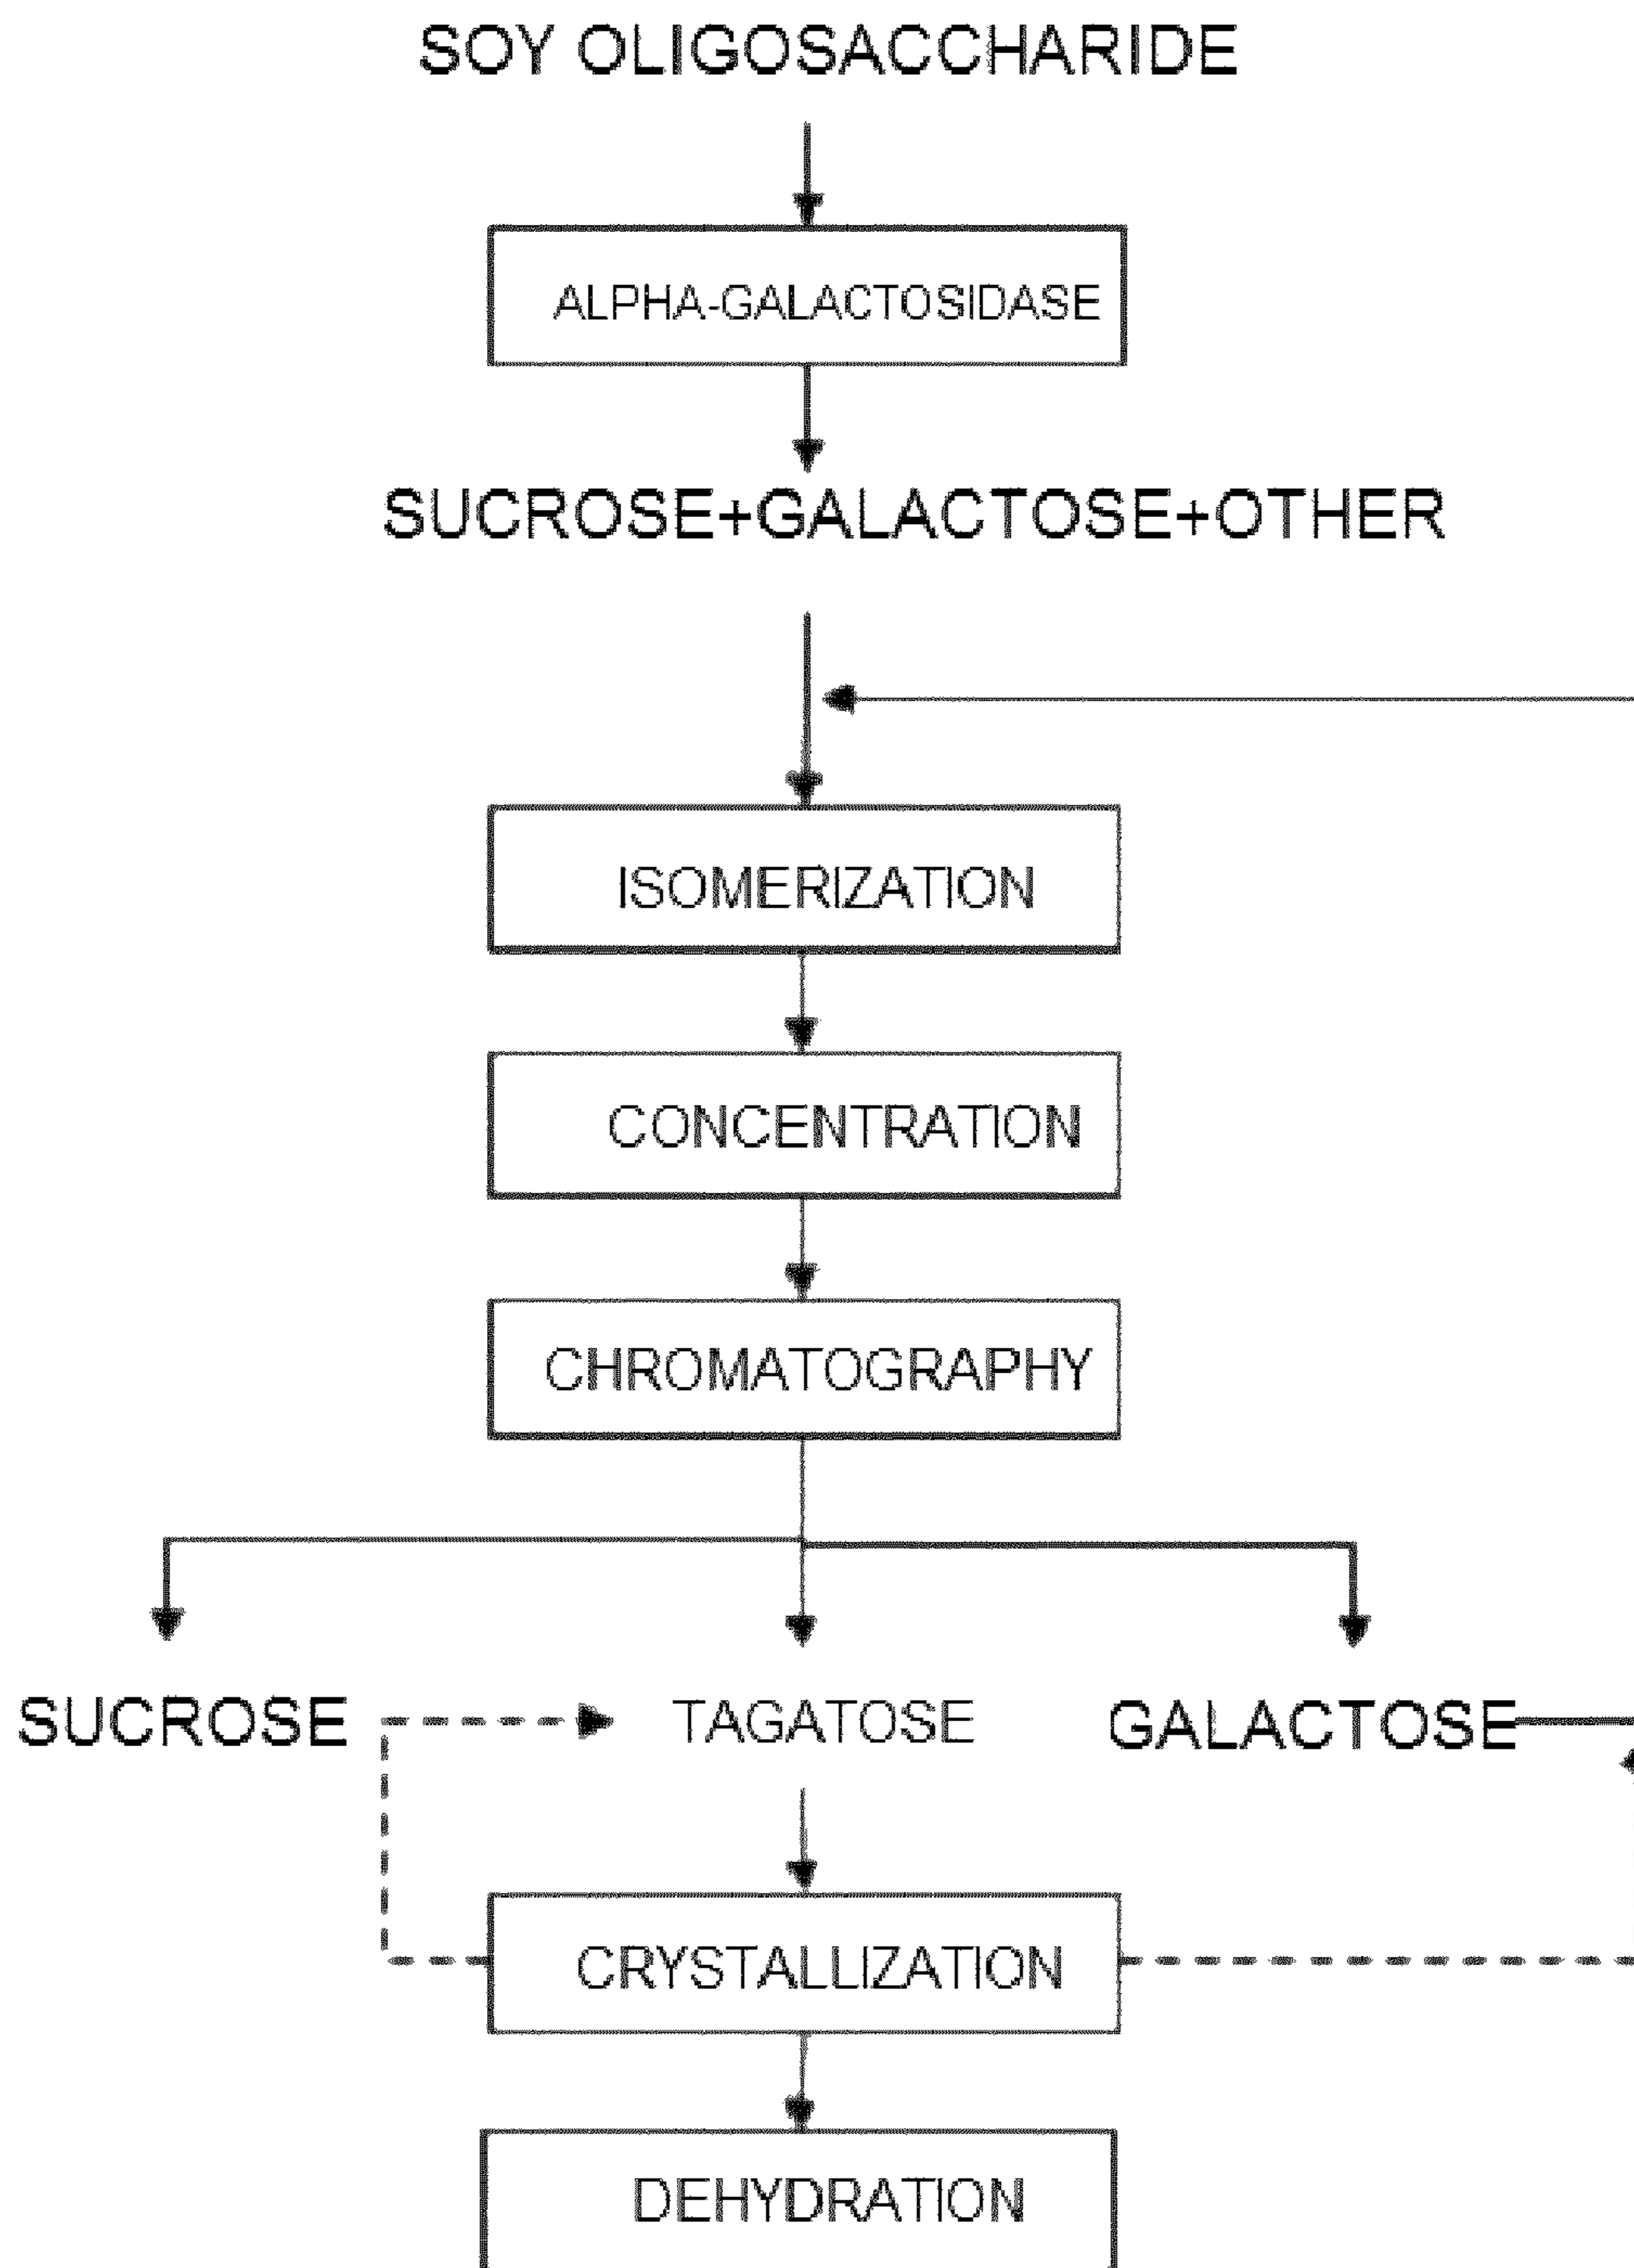 SOY OLIGOSACCHARIDE
ALPHA-GALACTOSIDASE
SUCROSE+GALACTOSE+OTHER
ISOMERIZATION
CONCENTRATION
CHROMATOGRAPHY
SUCROSE TAGATOSE GALACTOSE
CRYSTALLIZATION
DEHYDRATION